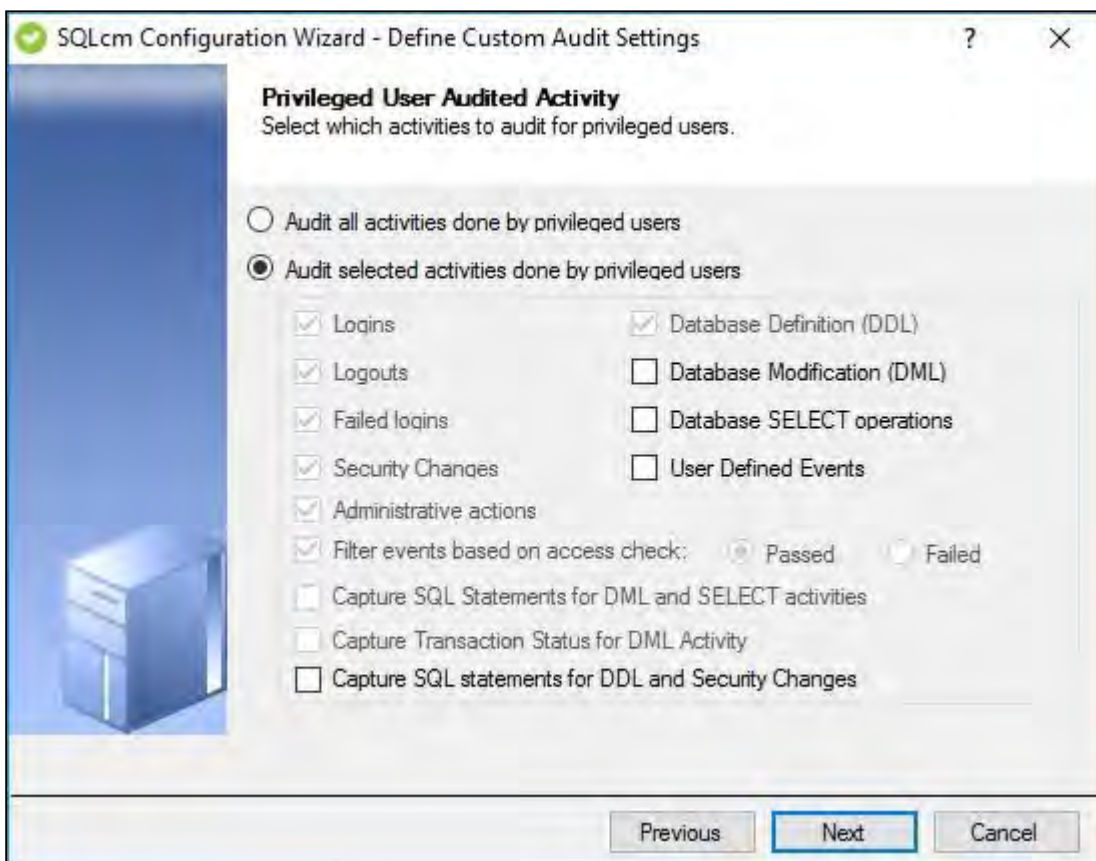 SQLcm Configuration Wizard - Define Custom Audit Settings ?
Privileged User Audited Activity
Select which activities to audit for privileged users.
Audit all activities done by privileged users
Audit selected activities done by privileged users
Logins Database Definition (DDL)
Logouts Database Modification (DML)
Failed logins Database SELECT operations
Security Changes User Defined Events
Administrative actions
Filter events based on access check: Passed Failed
Capture SQL Statements for DML and SELECT activities
Capture Transaction Status for DML Activity
Capture SQL statements for DDL and Security Changes
Previous Next Cancel